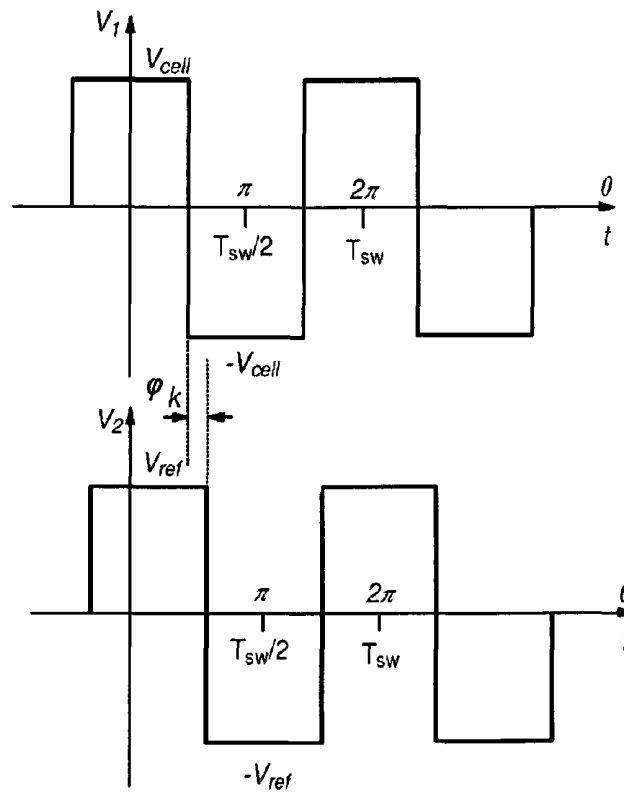 V1
Vcell
π 2π θ
Tsw/2 Tsw t
-Vcell
φk
V2
Vref
π 2π
Tsw/2 Tsw
-Vref